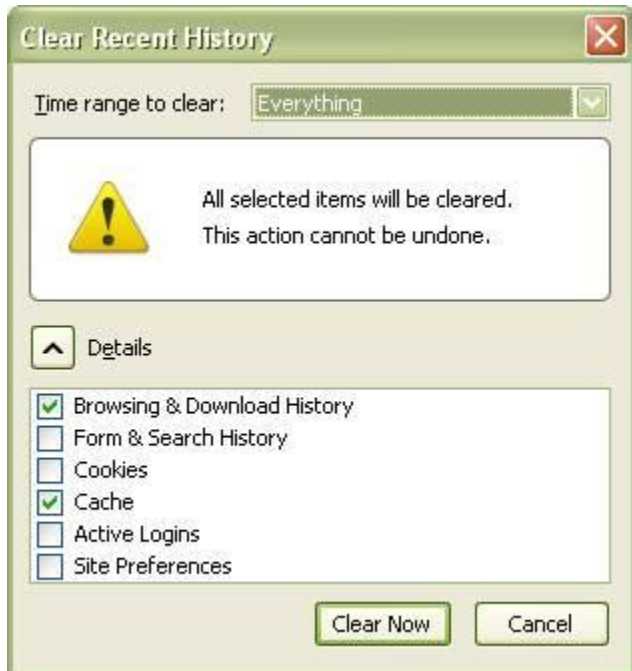 Clear Recent History
Time range to clear: Everything
All selected items will be cleared.
This action cannot be undone.
Details
Browsing & Download History
Form & Search History
Cookies
Cache
Active Logins
Site Preferences
Clear Now Cancel